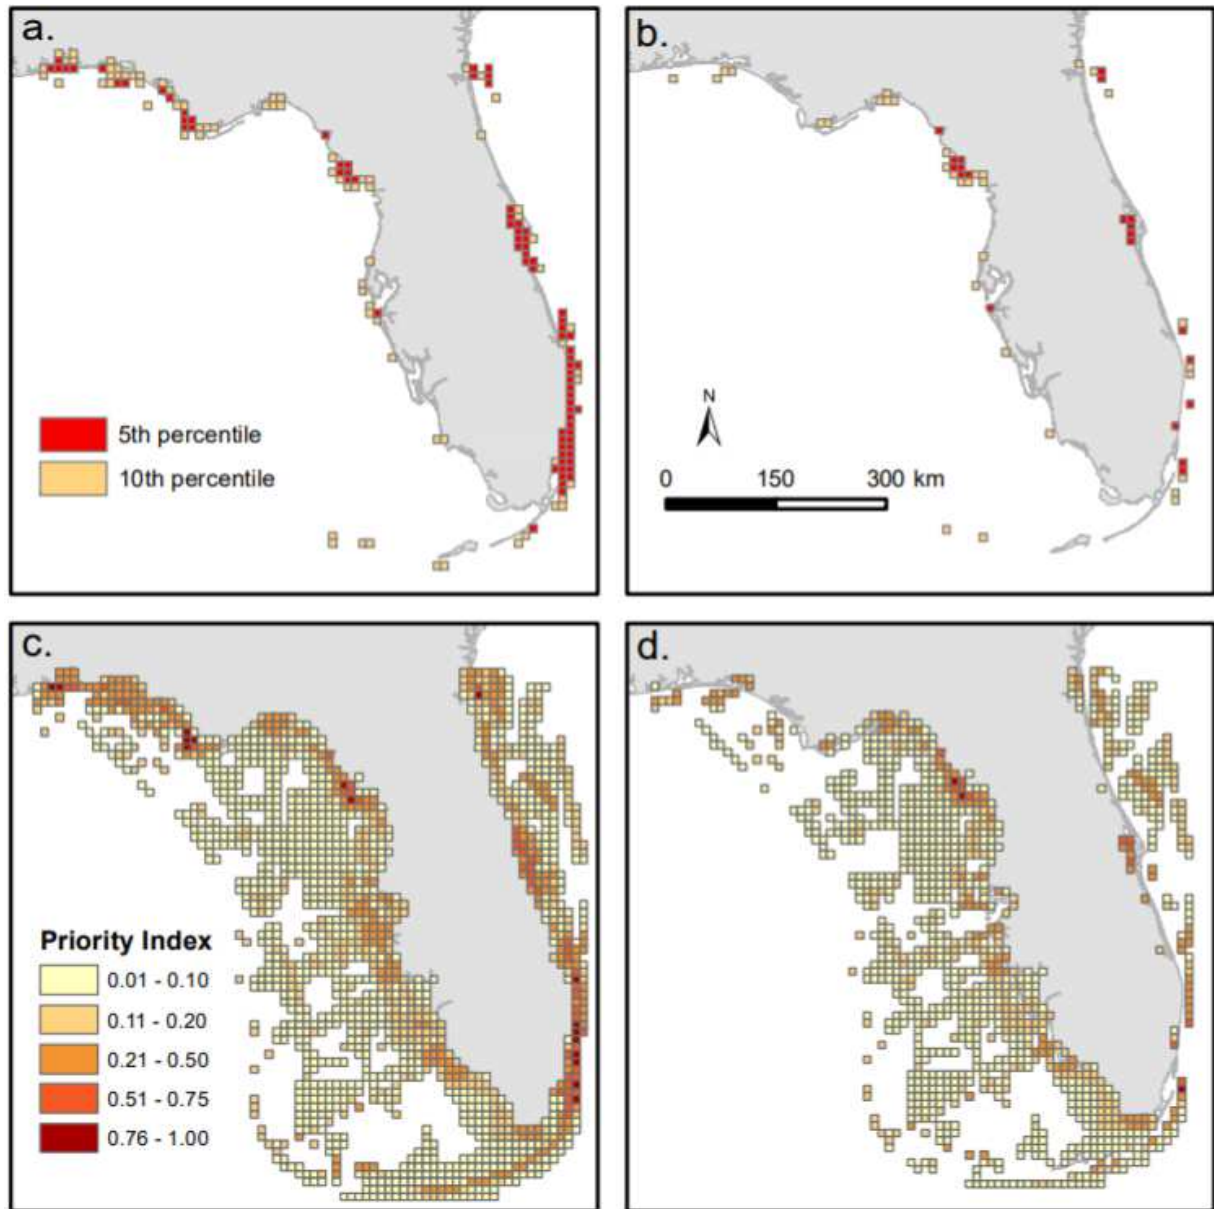 a.
5th percentile
10th percentile
b.
N
0 150 300 km
c.
Priority Index
0.01 - 0.10
0.11 - 0.20
0.21 - 0.50
0.51 - 0.75
0.76 - 1.00
d.